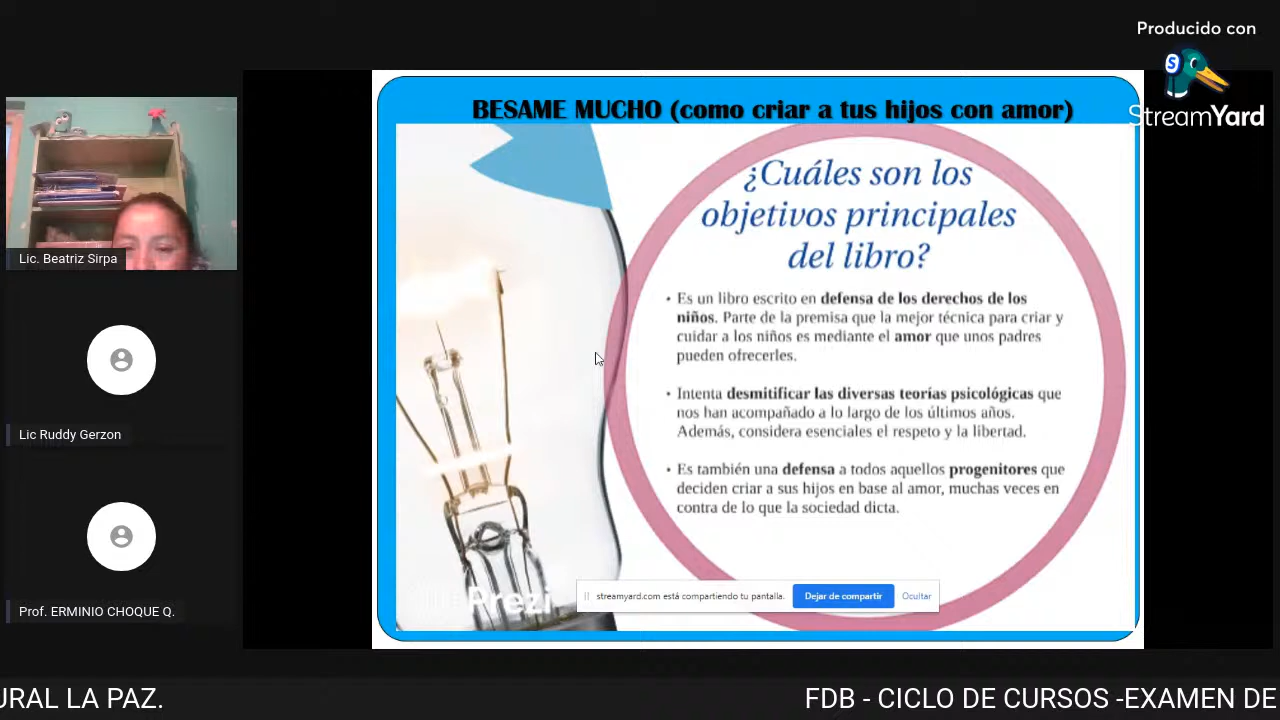 Producido con
StreamYard
BESAME MUCHO (como criar a tus hijos con amor)
¿Cuáles son los
objetivos principales
del libro?
• Es un libro escrito en defensa de los derechos de los
niños. Parte de la premisa que la mejor técnica para criar y
cuidar a los niños es mediante el amor que unos padres
pueden ofrecerles.
• Intenta desmitificar las diversas teorías psicológicas que
nos han acompañado a lo largo de los últimos años.
Además, considera esenciales el respeto y la libertad.
• Es también una defensa a todos aquellos progenitores que
deciden criar a sus hijos en base al amor, muchas veces en
contra de lo que la sociedad dicta.
Prezi
streamyard.com está compartiendo tu pantalla.
Dejar de compartir
Ocultar
Lic. Beatriz Sirpa
Lic Ruddy Gerzon
Prof. ERMINIO CHOQUE Q.
URAL LA PAZ.
FDB - CICLO DE CURSOS -EXAMEN DE